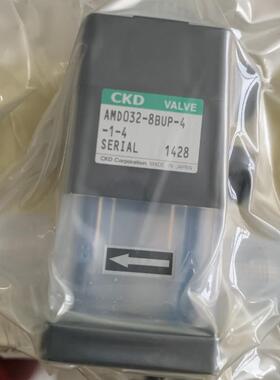 CKD VALVE
AMD032-8BUP-4
-1-4
SERIAL 1428
CKD Corporation MADE IN JAPAN